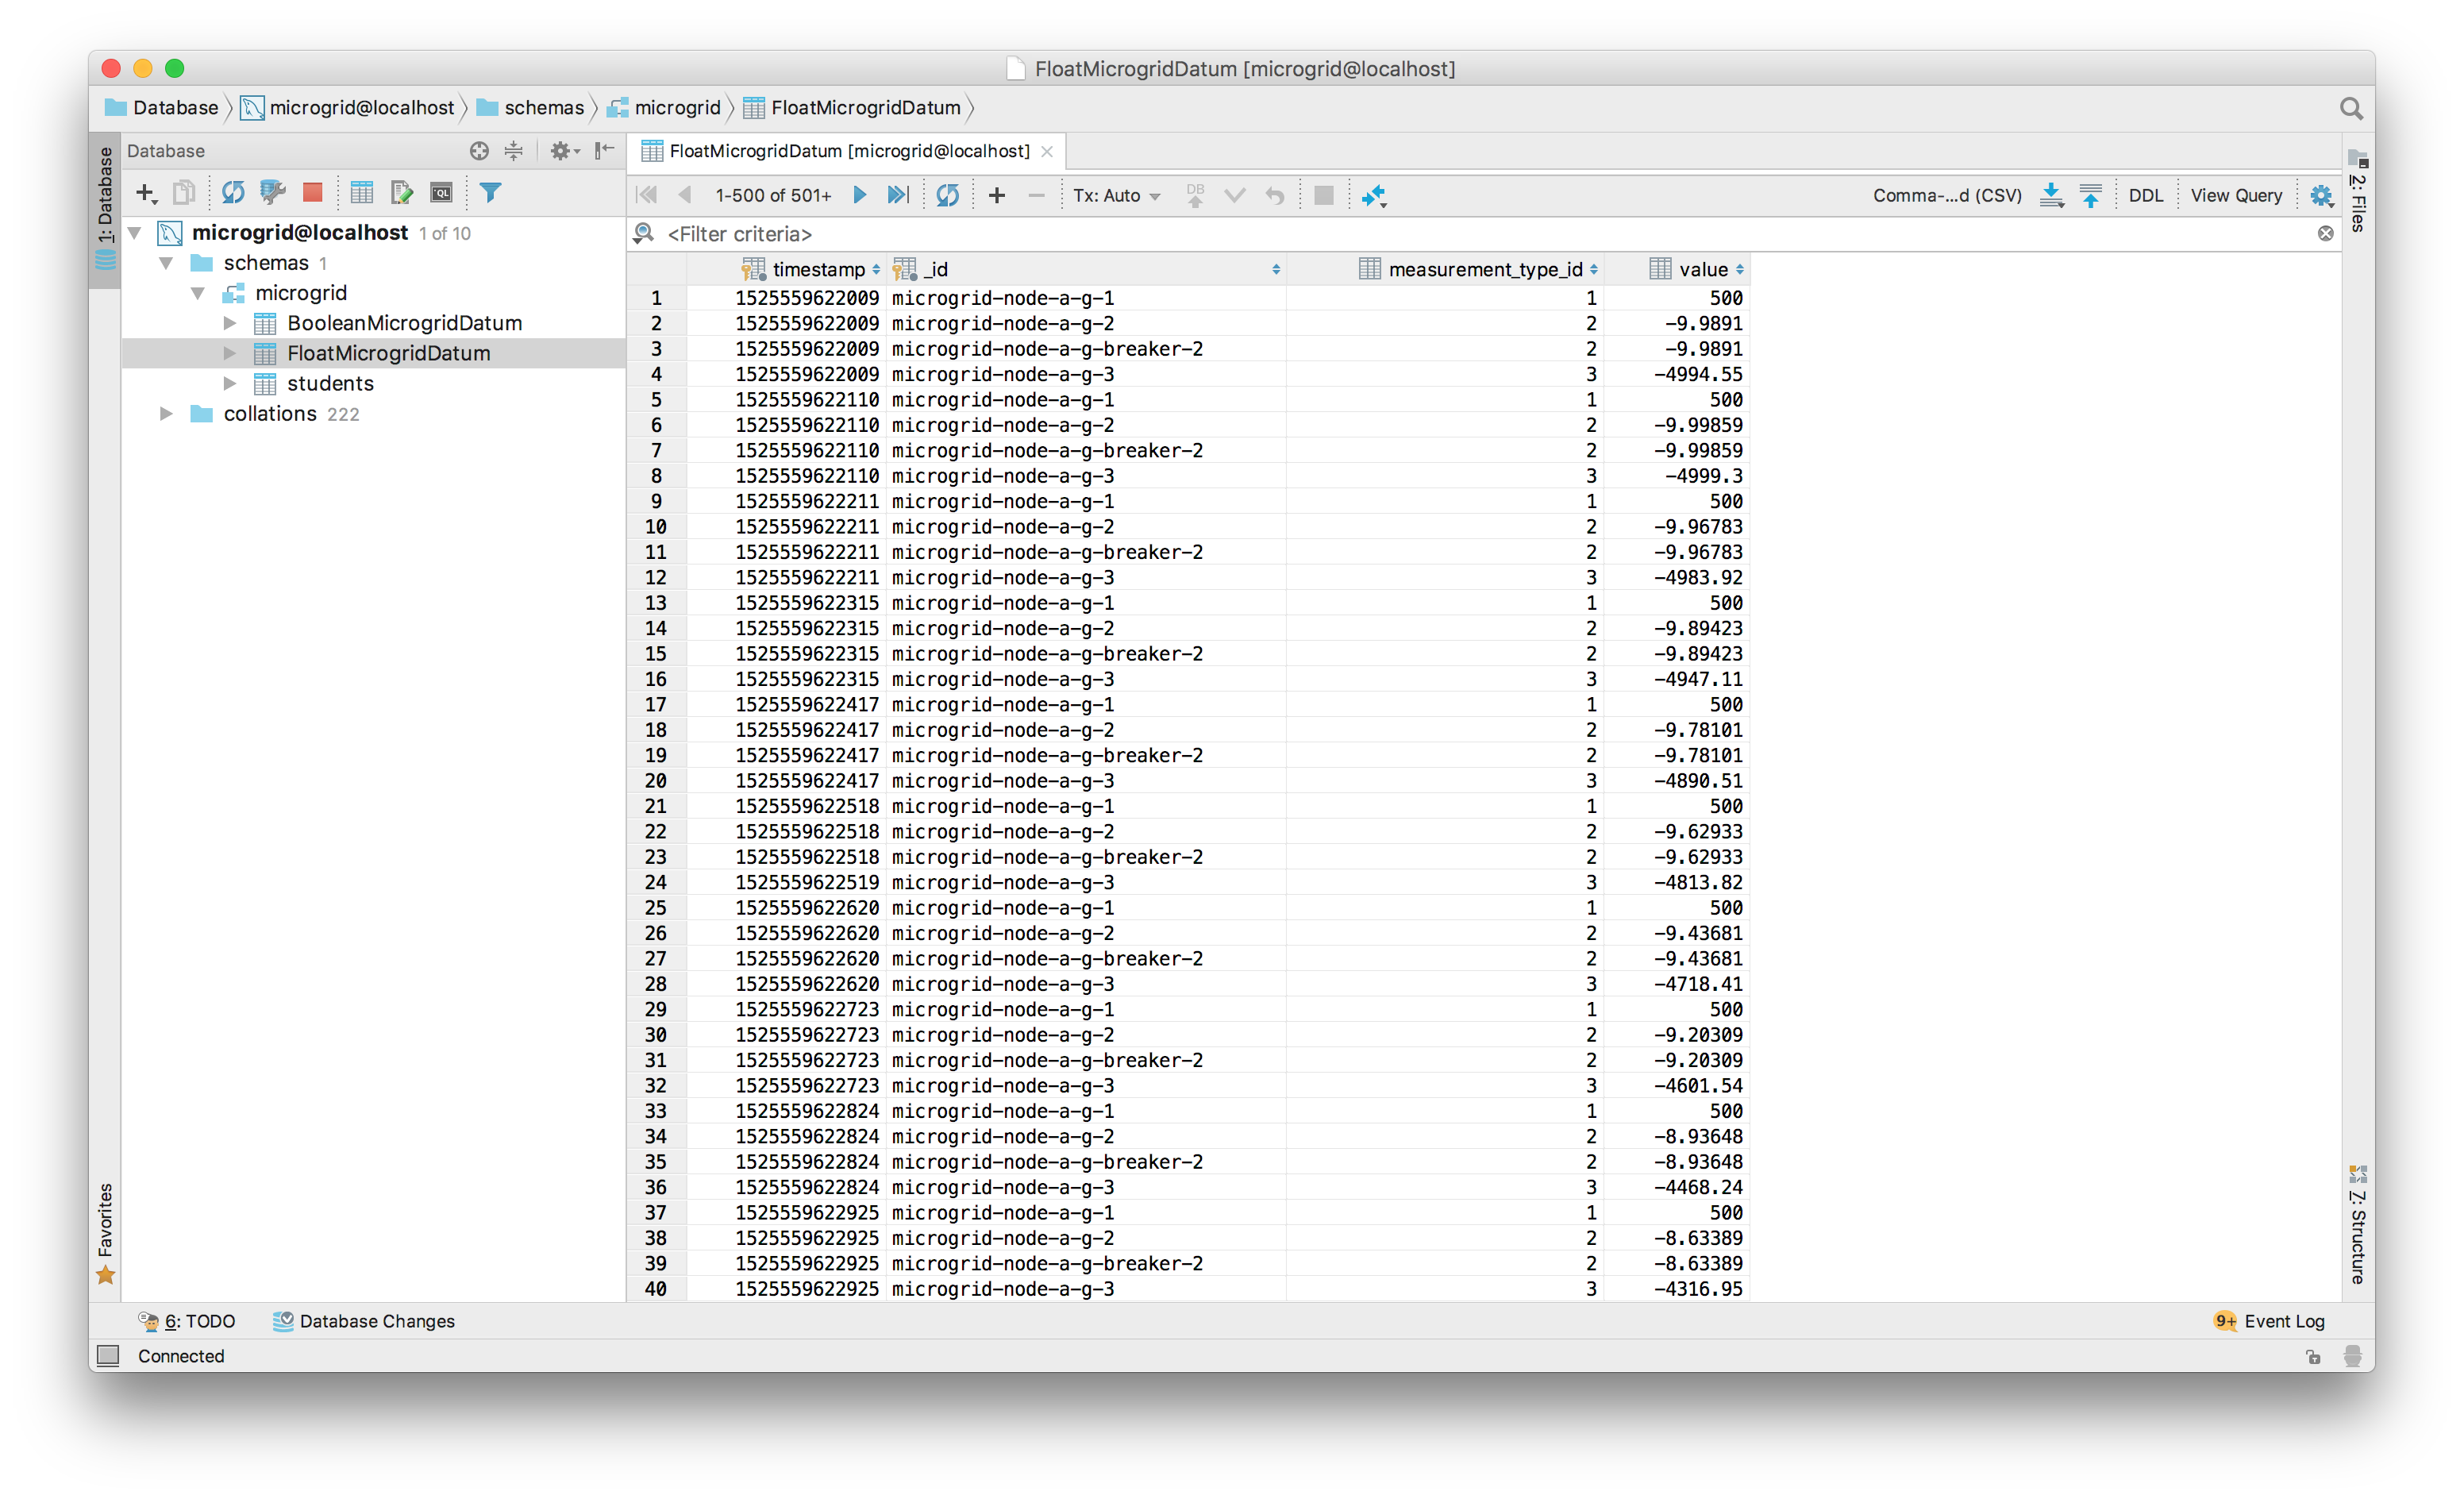 FloatMicrogridDatum [microgrid@localhost]
Database microgrid@localhost schemas microgrid FloatMicrogridDatum
1: Database
Database
FloatMicrogridDatum [microgrid@localhost]
2: Files
1-500 of 501+ Tx: Auto DB Comma-...d (CSV) DDL View Query
QL
microgrid@localhost 1 of 10
schemas 1
microgrid
BooleanMicrogridDatum
FloatMicrogridDatum
students
collations 222
<Filter criteria>
timestamp _id measurement_type_id value
1 1525559622009 microgrid-node-a-g-1 1 500
2 1525559622009 microgrid-node-a-g-2 2 -9.9891
3 1525559622009 microgrid-node-a-g-breaker-2 2 -9.9891
4 1525559622009 microgrid-node-a-g-3 3 -4994.55
5 1525559622110 microgrid-node-a-g-1 1 500
6 1525559622110 microgrid-node-a-g-2 2 -9.99859
7 1525559622110 microgrid-node-a-g-breaker-2 2 -9.99859
8 1525559622110 microgrid-node-a-g-3 3 -4999.3
9 1525559622211 microgrid-node-a-g-1 1 500
10 1525559622211 microgrid-node-a-g-2 2 -9.96783
11 1525559622211 microgrid-node-a-g-breaker-2 2 -9.96783
12 1525559622211 microgrid-node-a-g-3 3 -4983.92
13 1525559622315 microgrid-node-a-g-1 1 500
14 1525559622315 microgrid-node-a-g-2 2 -9.89423
15 1525559622315 microgrid-node-a-g-breaker-2 2 -9.89423
16 1525559622315 microgrid-node-a-g-3 3 -4947.11
17 1525559622417 microgrid-node-a-g-1 1 500
18 1525559622417 microgrid-node-a-g-2 2 -9.78101
19 1525559622417 microgrid-node-a-g-breaker-2 2 -9.78101
20 1525559622417 microgrid-node-a-g-3 3 -4890.51
21 1525559622518 microgrid-node-a-g-1 1 500
22 1525559622518 microgrid-node-a-g-2 2 -9.62933
23 1525559622518 microgrid-node-a-g-breaker-2 2 -9.62933
24 1525559622519 microgrid-node-a-g-3 3 -4813.82
25 1525559622620 microgrid-node-a-g-1 1 500
26 1525559622620 microgrid-node-a-g-2 2 -9.43681
27 1525559622620 microgrid-node-a-g-breaker-2 2 -9.43681
28 1525559622620 microgrid-node-a-g-3 3 -4718.41
29 1525559622723 microgrid-node-a-g-1 1 500
30 1525559622723 microgrid-node-a-g-2 2 -9.20309
31 1525559622723 microgrid-node-a-g-breaker-2 2 -9.20309
32 1525559622723 microgrid-node-a-g-3 3 -4601.54
33 1525559622824 microgrid-node-a-g-1 1 500
34 1525559622824 microgrid-node-a-g-2 2 -8.93648
35 1525559622824 microgrid-node-a-g-breaker-2 2 -8.93648
36 1525559622824 microgrid-node-a-g-3 3 -4468.24
37 1525559622925 microgrid-node-a-g-1 1 500
38 1525559622925 microgrid-node-a-g-2 2 -8.63389
39 1525559622925 microgrid-node-a-g-breaker-2 2 -8.63389
40 1525559622925 microgrid-node-a-g-3 3 -4316.95
Favorites
7: Structure
6: TODO Database Changes 9+ Event Log
Connected